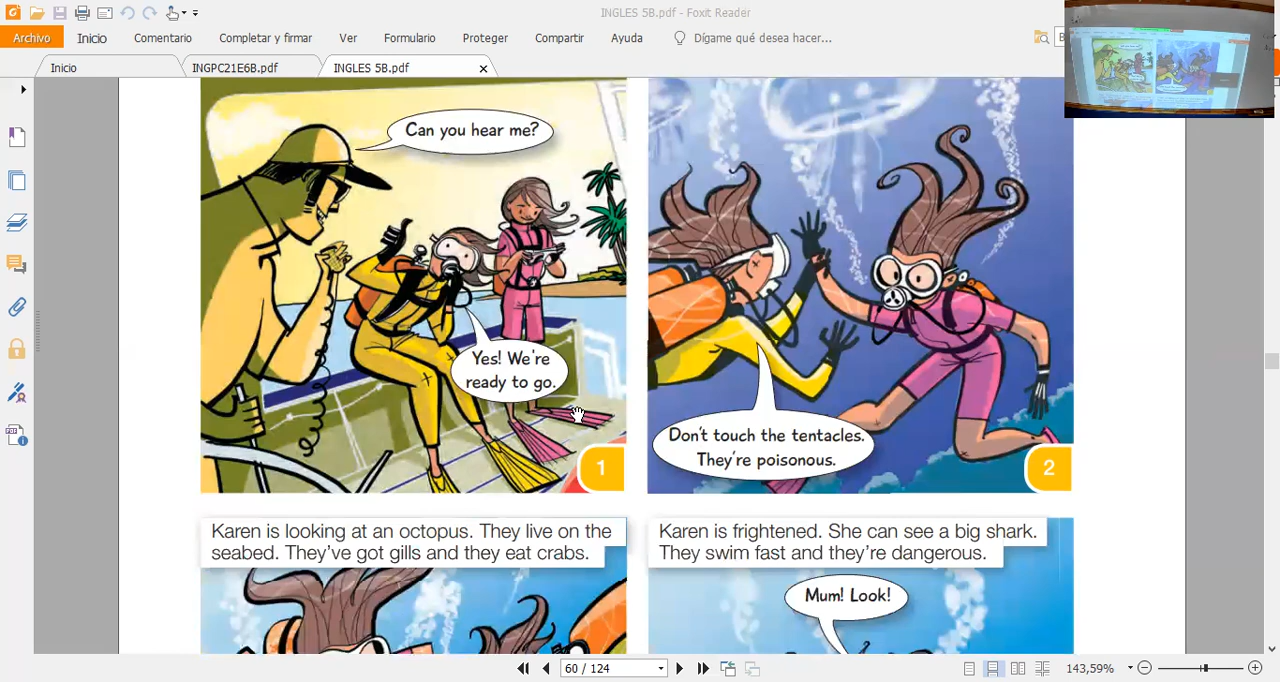 INGLES 5B.pdf - Foxit Reader
Archivo Inicio Comentario Completar y firmar Ver Formulario Proteger Compartir Ayuda Dígame qué desea hacer...
Inicio INGPC21E6B.pdf INGLES 5B.pdf
Can you hear me?
Yes! We're
ready to go.
1
Don't touch the tentacles.
They're poisonous.
2
Karen is looking at an octopus. They live on the
seabed. They've got gills and they eat crabs.
Karen is frightened. She can see a big shark.
They swim fast and they're dangerous.
Mum! Look!
60 / 124
143,59%